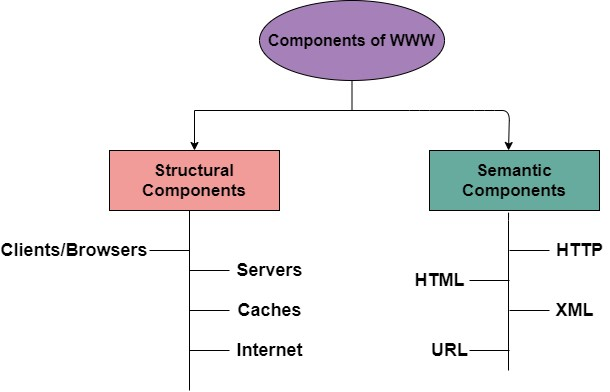 Components of WWW
Structural
Components
Semantic
Components
Clients/Browsers
Servers
Caches
Internet
HTTP
HTML
XML
URL